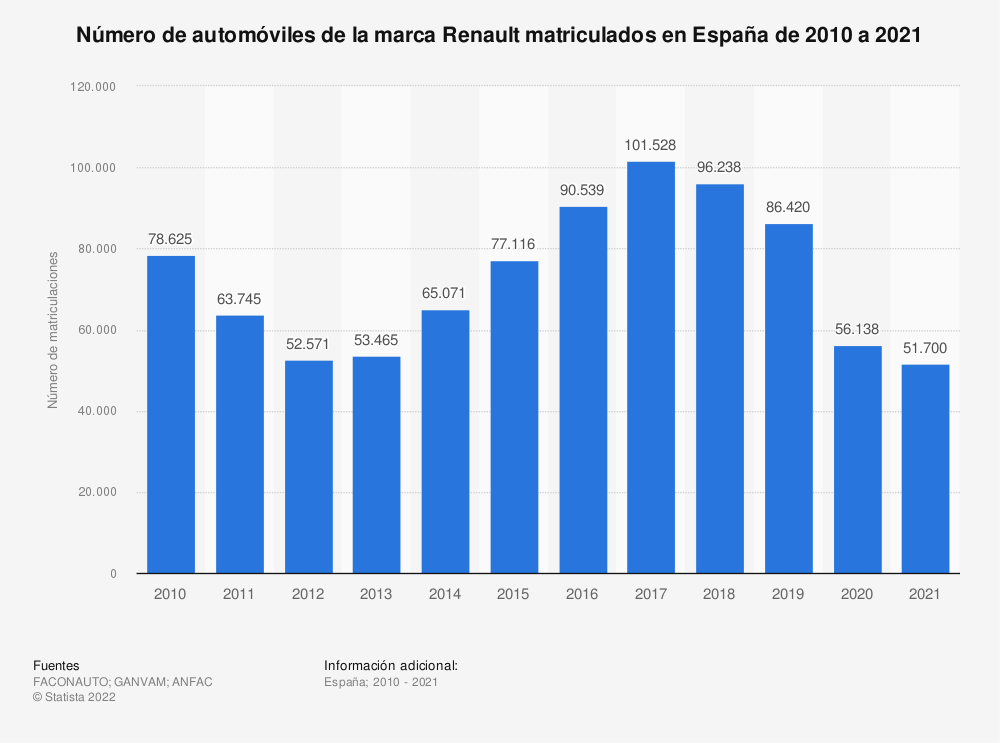 Número de automóviles de la marca Renault matriculados en España de 2010 a 2021
120.000
100.000
80.000
60.000
40.000
20.000
0
Número de matriculaciones
78.625
63.745
52.571
53.465
65.071
77.116
90.539
101.528
96.238
86.420
56.138
51.700
2010 2011 2012 2013 2014 2015 2016 2017 2018 2019 2020 2021
Fuentes
FACONAUTO; GANVAM; ANFAC
© Statista 2022
Información adicional:
España; 2010 - 2021